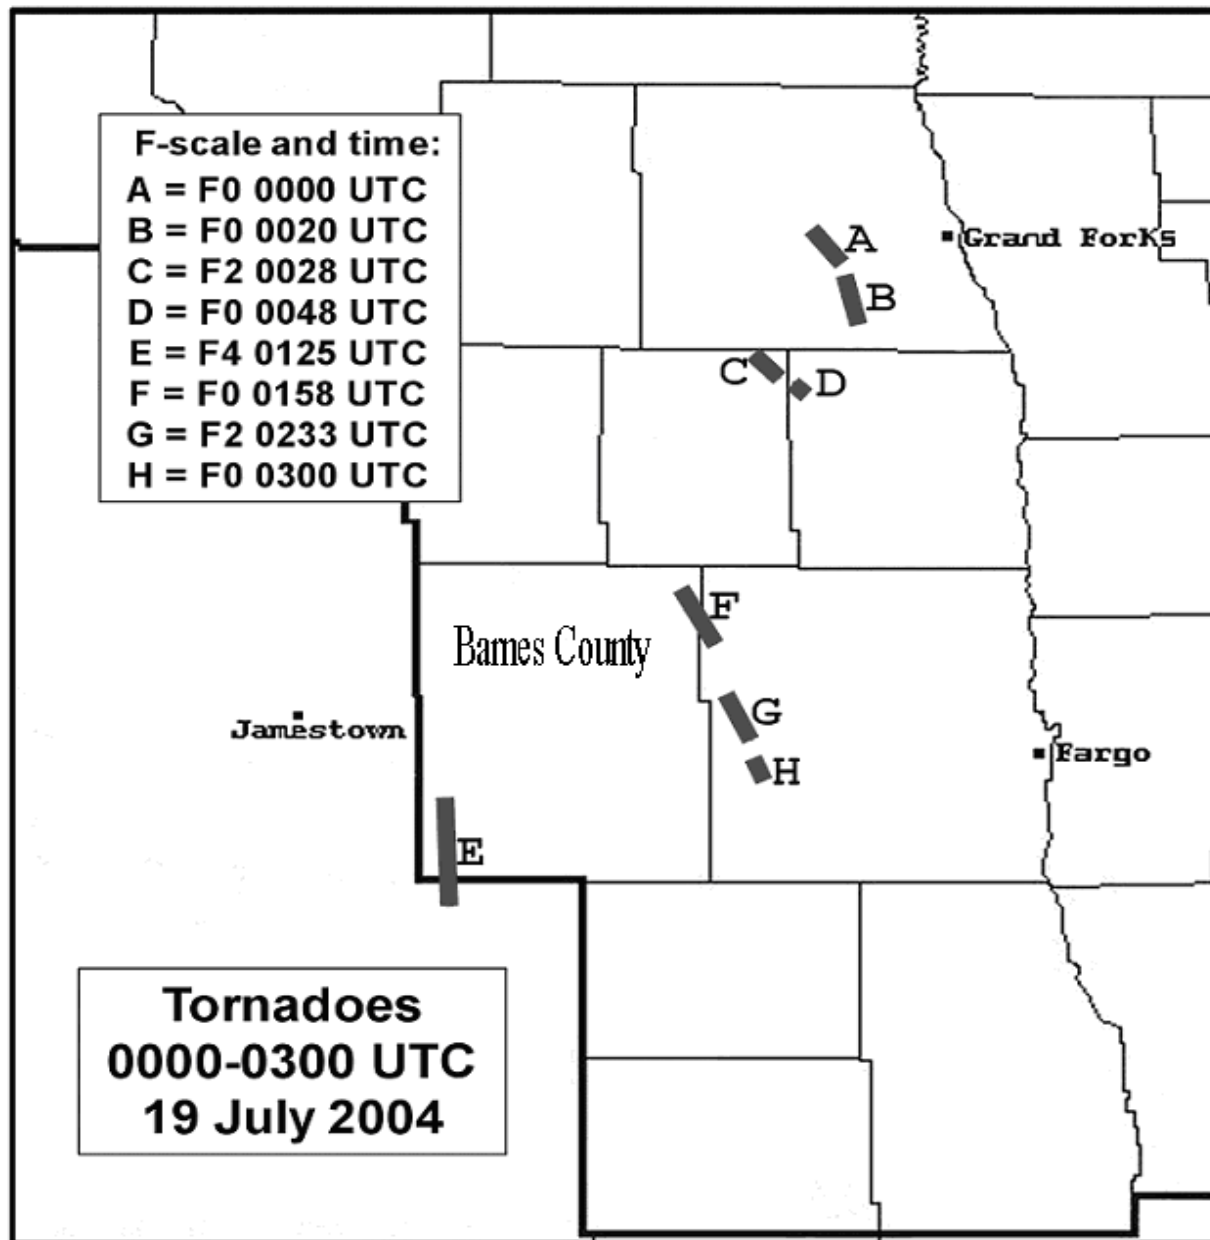 F-scale and time:
A = F0 0000 UTC
B = F0 0020 UTC
C = F2 0028 UTC
D = F0 0048 UTC
E = F4 0125 UTC
F = F0 0158 UTC
G = F2 0233 UTC
H = F0 0300 UTC
A
Grand Forks
B
C
D
F
Barnes County
G
Jamestown
Fargo
H
E
Tornadoes
0000-0300 UTC
19 July 2004